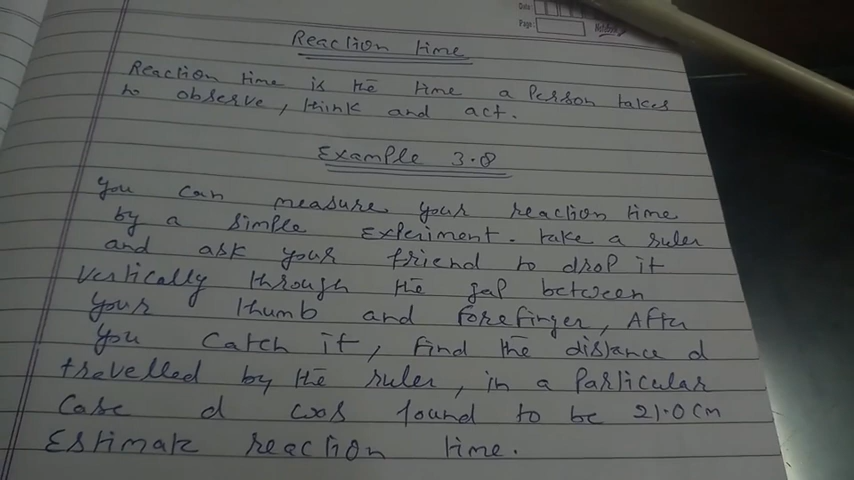 Date:
Page:
Notebook
Reaction time
Reaction time is the time a Person takes
to observe, think and act.
Example 3.8
you can measure your reaction time
by a simple experiment. take a ruler
and ask your friend to drop it
vertically through the gap between
your thumb and forefinger, After
you catch it, find the distance d
travelled by the ruler, in a Particular
Case d was found to be 21.0 Cm
Estimate reaction time.